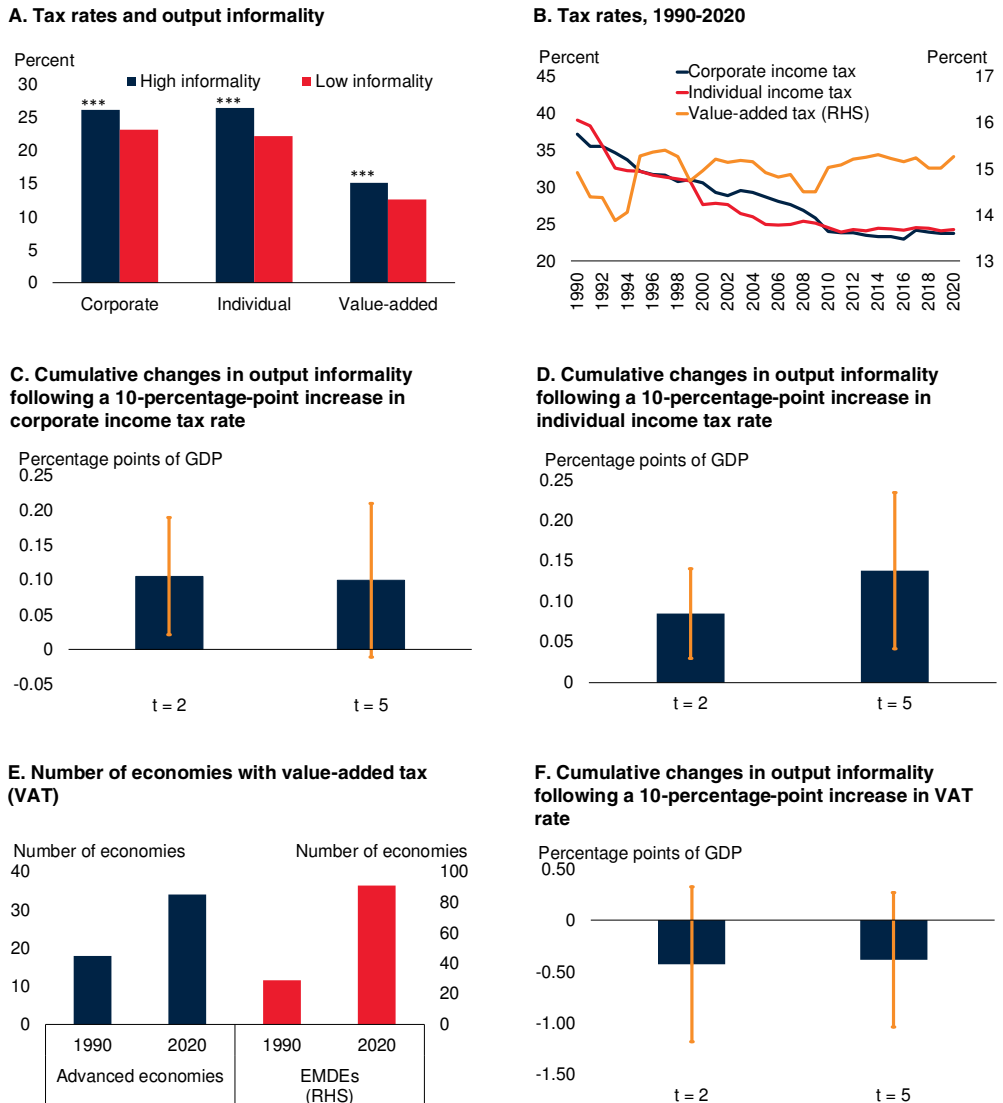 A. Tax rates and output informality
Percent
High informality
Low informality
30
25
20
15
10
5
0
***
***
***
Corporate
Individual
Value-added
B. Tax rates, 1990-2020
Percent
Percent
Corporate income tax
Individual income tax
Value-added tax (RHS)
45
40
35
30
25
20
17
16
15
14
13
1990
1992
1994
1996
1998
2000
2002
2004
2006
2008
2010
2012
2014
2016
2018
2020
C. Cumulative changes in output informality
following a 10-percentage-point increase in
corporate income tax rate
Percentage points of GDP
0.25
0.20
0.15
0.10
0.05
0
-0.05
t = 2
t = 5
D. Cumulative changes in output informality
following a 10-percentage-point increase in
individual income tax rate
Percentage points of GDP
0.25
0.20
0.15
0.10
0.05
0
t = 2
t = 5
E. Number of economies with value-added tax
(VAT)
Number of economies
Number of economies
40
30
20
10
0
100
80
60
40
20
0
1990
2020
1990
2020
Advanced economies
EMDEs
(RHS)
F. Cumulative changes in output informality
following a 10-percentage-point increase in VAT
rate
Percentage points of GDP
0.50
0
-0.50
-1.00
-1.50
t = 2
t = 5